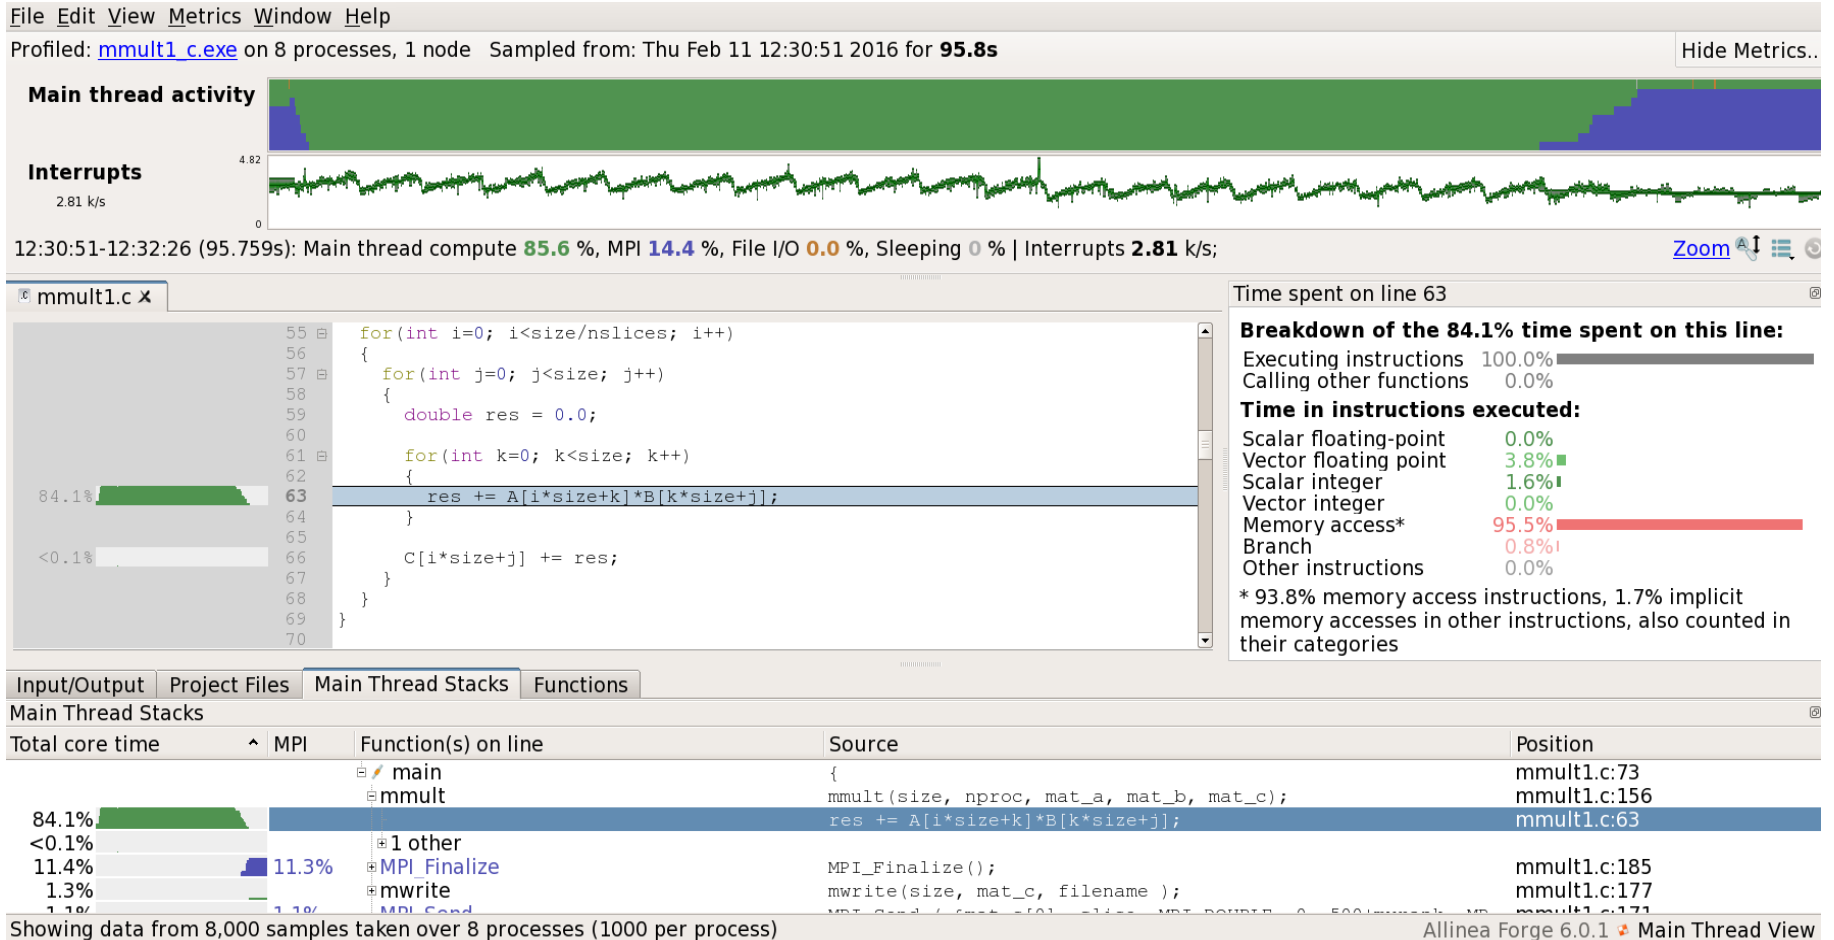 File Edit View Metrics Window Help
Profiled: mmult1_c.exe on 8 processes, 1 node Sampled from: Thu Feb 11 12:30:51 2016 for 95.8s
Hide Metrics...
Main thread activity
4.82
Interrupts
2.81 k/s
0
12:30:51-12:32:26 (95.759s): Main thread compute 85.6 %, MPI 14.4 %, File I/O 0.0 %, Sleeping 0 % | Interrupts 2.81 k/s;
Zoom
mmult1.c
55 for(int i=0; i<size/nslices; i++)
56 {
57 for(int j=0; j<size; j++)
58 {
59 double res = 0.0;
60
61 for(int k=0; k<size; k++)
62 {
84.1% 63 res += A[i*size+k]*B[k*size+j];
64 }
65
<0.1% 66 C[i*size+j] += res;
67 }
68 }
69 }
70
Time spent on line 63
Breakdown of the 84.1% time spent on this line:
Executing instructions 100.0%
Calling other functions 0.0%
Time in instructions executed:
Scalar floating-point 0.0%
Vector floating point 3.8%
Scalar integer 1.6%
Vector integer 0.0%
Memory access* 95.5%
Branch 0.8%
Other instructions 0.0%
* 93.8% memory access instructions, 1.7% implicit
memory accesses in other instructions, also counted in
their categories
Input/Output Project Files Main Thread Stacks Functions
Main Thread Stacks
Total core time MPI Function(s) on line Source Position
main { mmult1.c:73
mmult mmult(size, nproc, mat_a, mat_b, mat_c); mmult1.c:156
84.1% res += A[i*size+k]*B[k*size+j]; mmult1.c:63
<0.1% 1 other
11.4% 11.3% MPI_Finalize MPI_Finalize(); mmult1.c:185
1.3% mwrite mwrite(size, mat_c, filename ); mmult1.c:177
1.1% 1.1% MPI_Send mmult1.c:171
Showing data from 8,000 samples taken over 8 processes (1000 per process)
Allinea Forge 6.0.1 Main Thread View